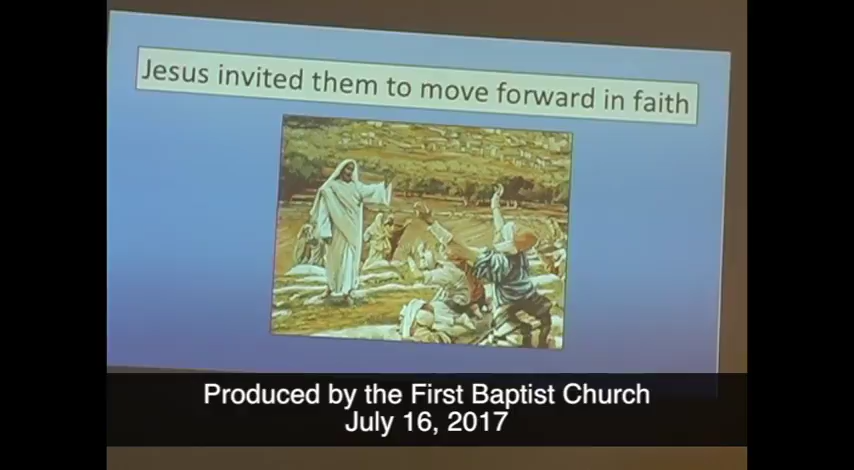 Jesus invited them to move forward in faith
Produced by the First Baptist Church
July 16, 2017